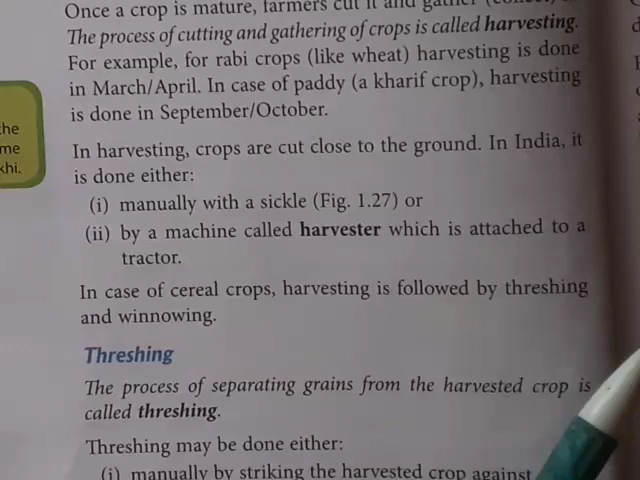 Once a crop is mature, farmers cut it and gather
The process of cutting and gathering of crops is called harvesting.
For example, for rabi crops (like wheat) harvesting is done
in March/April. In case of paddy (a kharif crop), harvesting
is done in September/October.
the
me
khi.
In harvesting, crops are cut close to the ground. In India, it
is done either:
(i) manually with a sickle (Fig. 1.27) or
(ii) by a machine called harvester which is attached to a
tractor.
In case of cereal crops, harvesting is followed by threshing
and winnowing.
Threshing
The process of separating grains from the harvested crop is
called threshing.
Threshing may be done either:
(i) manually by striking the harvested crop against